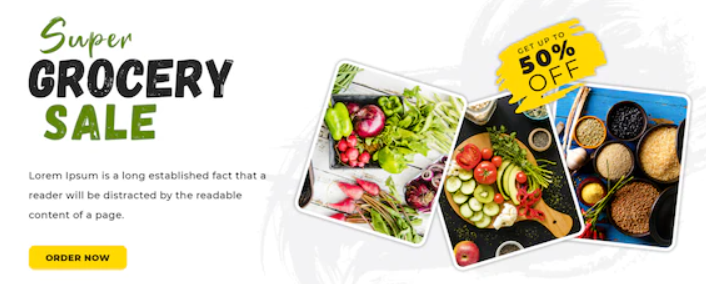 Super
GROCERY
SALE
Lorem Ipsum is a long established fact that a
reader will be distracted by the readable
content of a page.
ORDER NOW
GET UP TO
50%
OFF